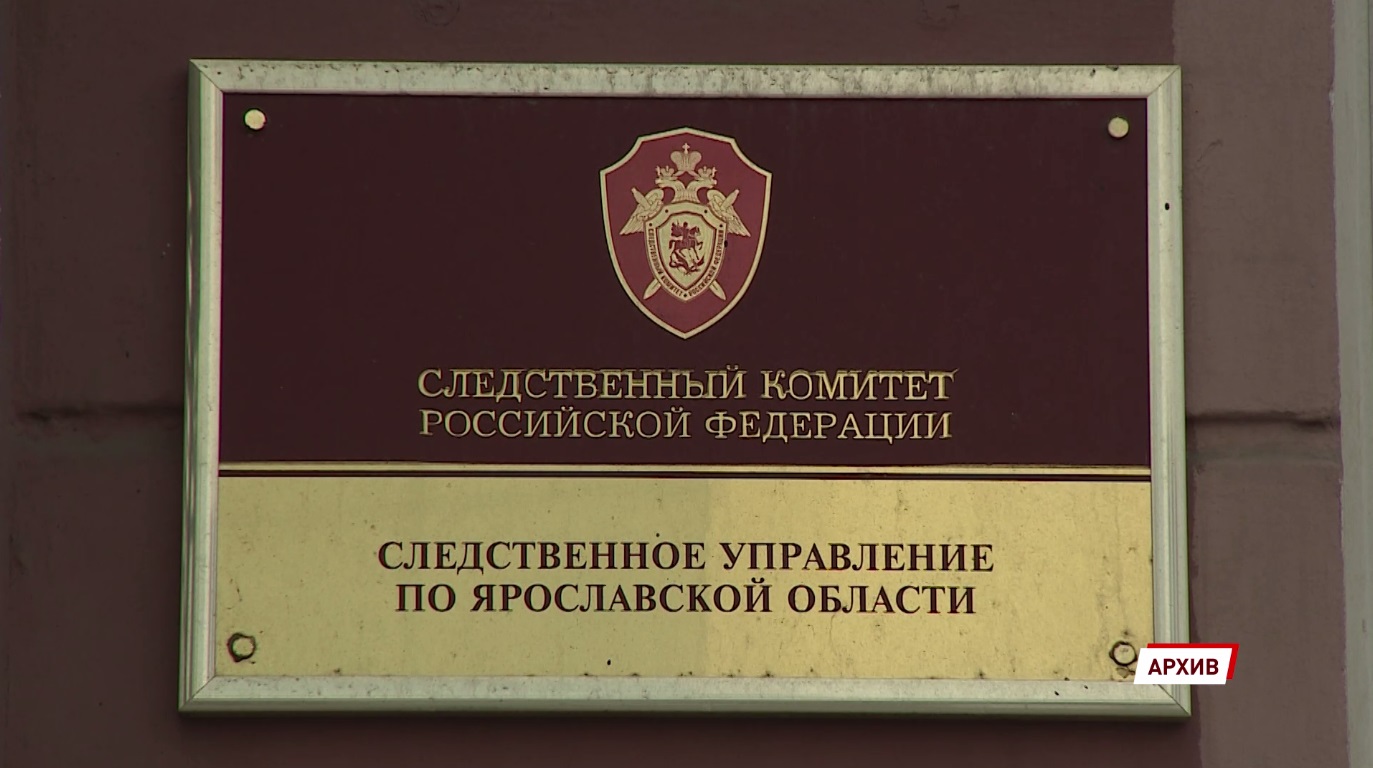 СЛЕДСТВЕННЫЙ КОМИТЕТ
РОССИЙСКОЙ ФЕДЕРАЦИИ
СЛЕДСТВЕННОЕ УПРАВЛЕНИЕ
ПО ЯРОСЛАВСКОЙ ОБЛАСТИ
АРХИВ